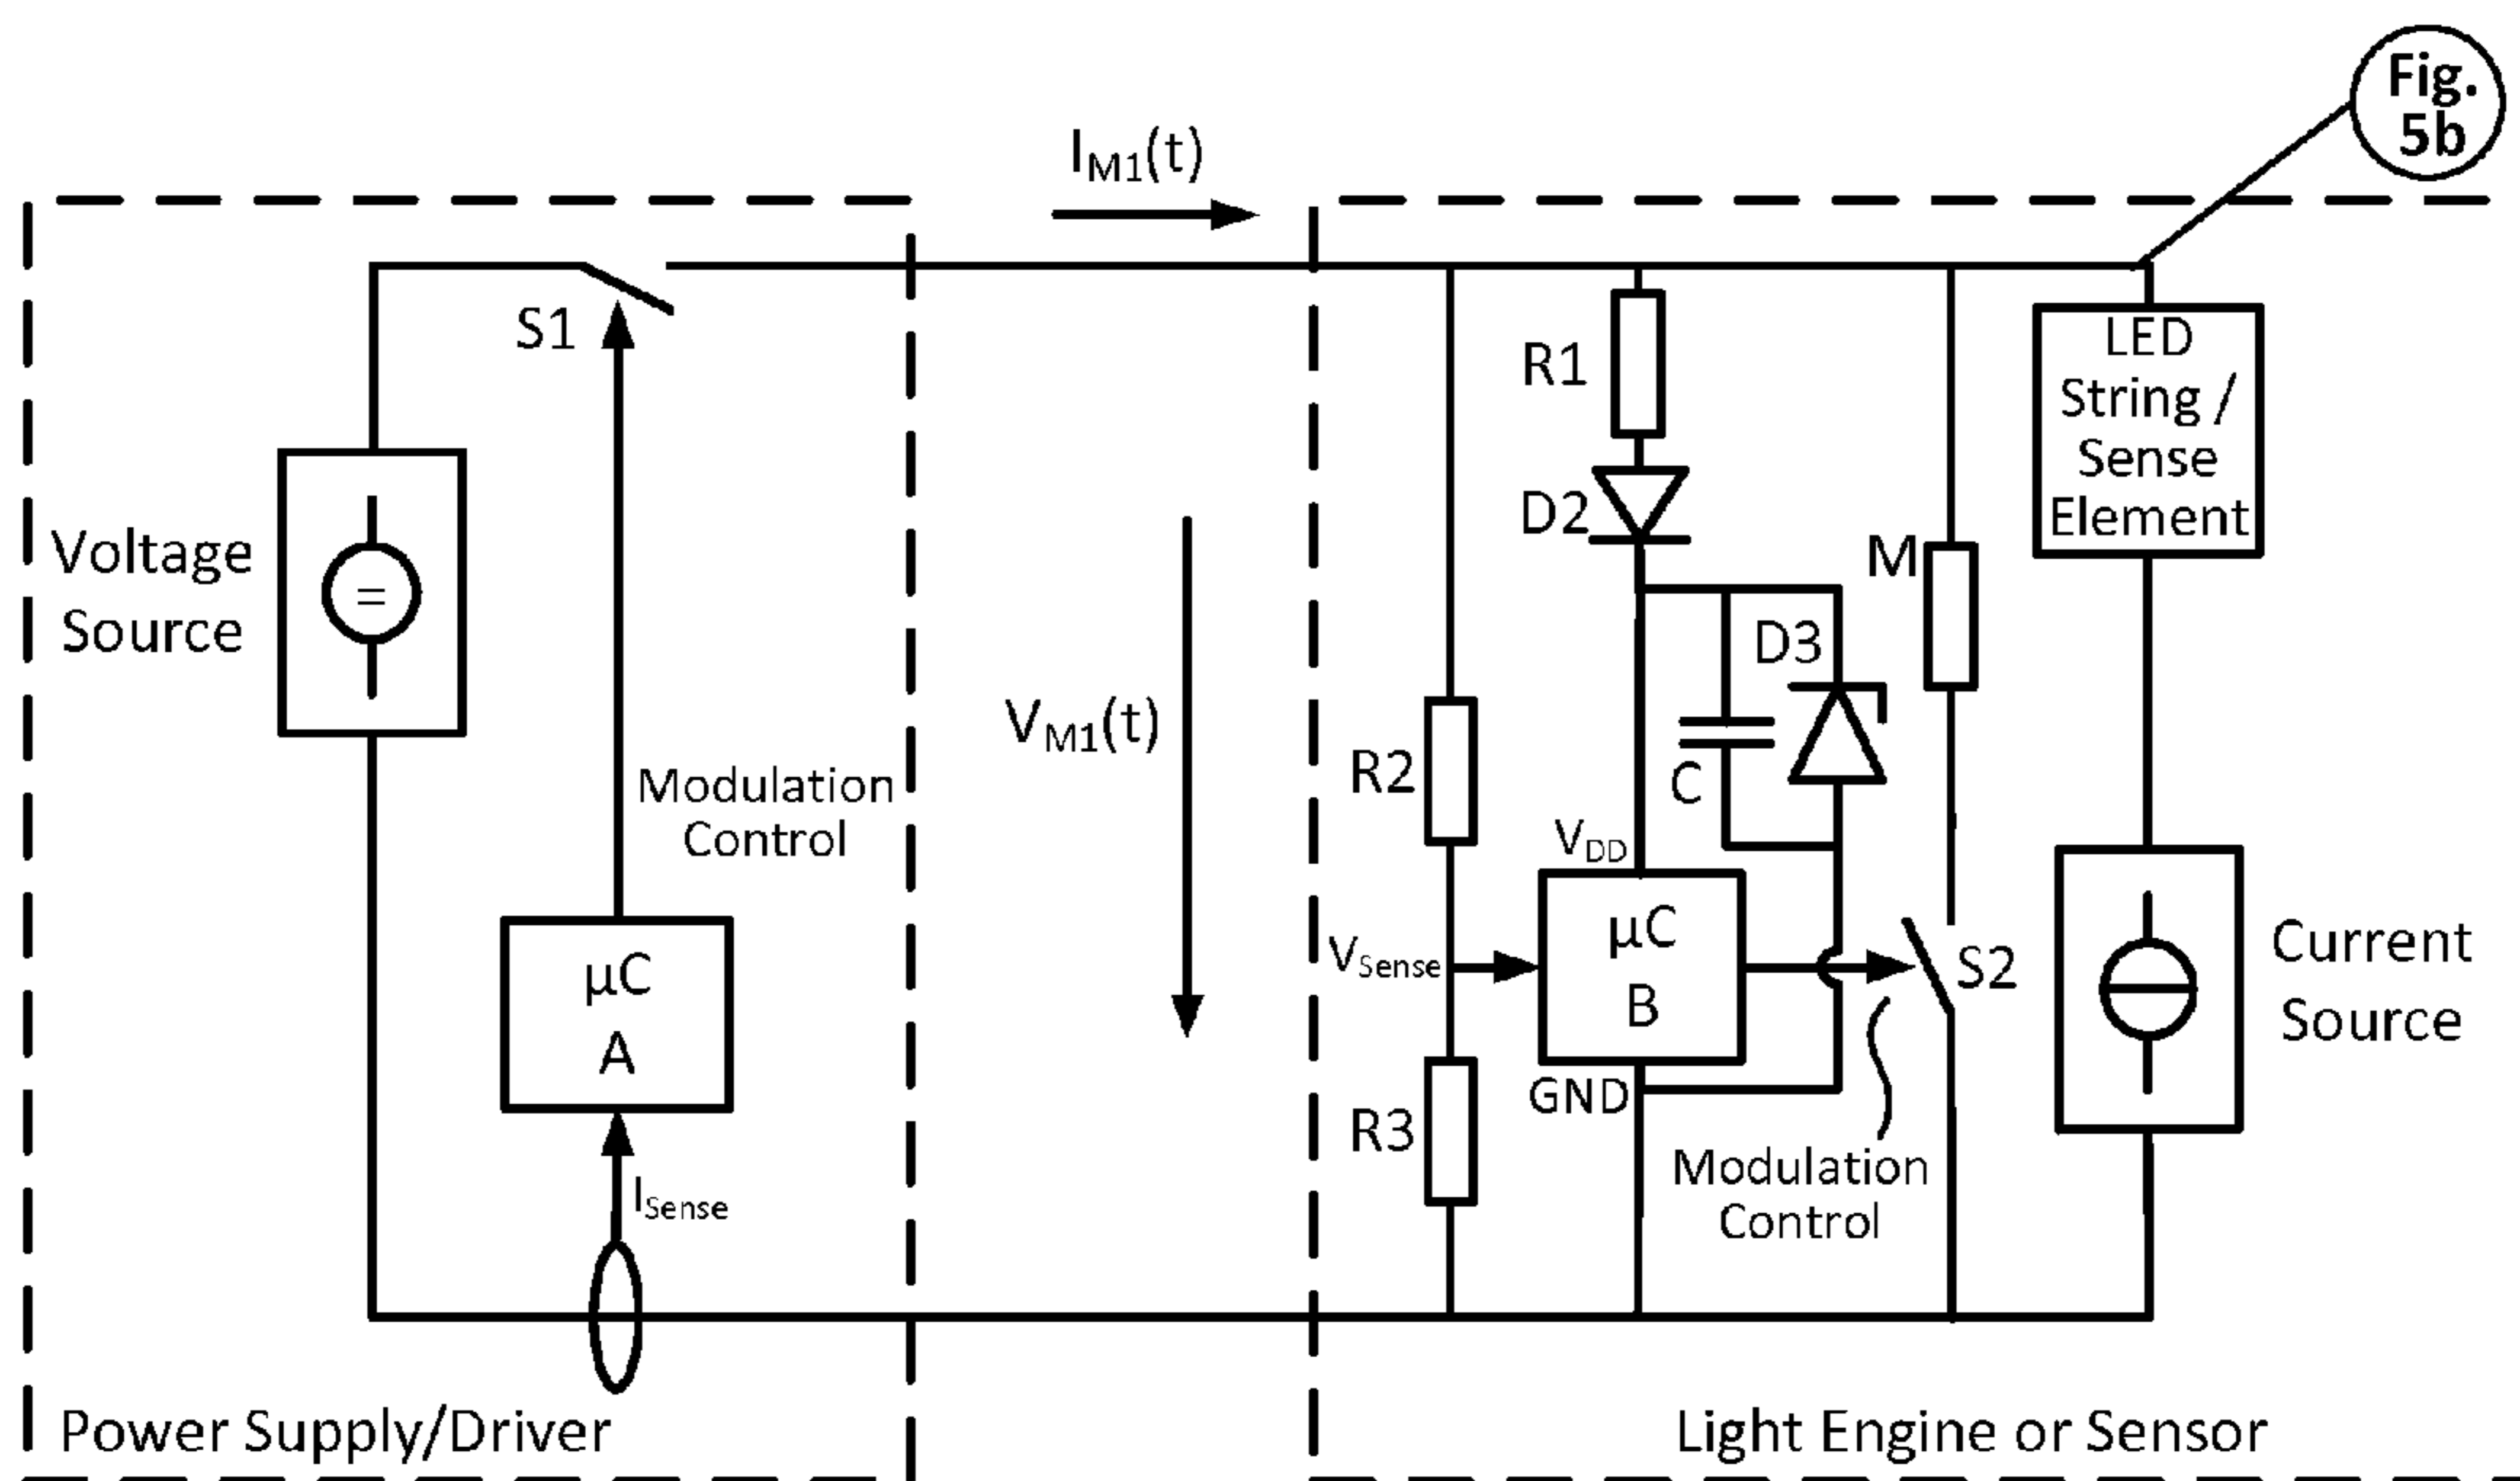 Fig.
5b
I_M1(t)
S1
R1
LED
String /
Sense
Element
D2
M
Voltage
Source
=
D3
V_M1(t)
R2
C
Modulation
Control
V_DD
µC
A
V_Sense
µC
B
S2
Current
Source
GND
R3
I_Sense
Modulation
Control
Power Supply/Driver
Light Engine or Sensor